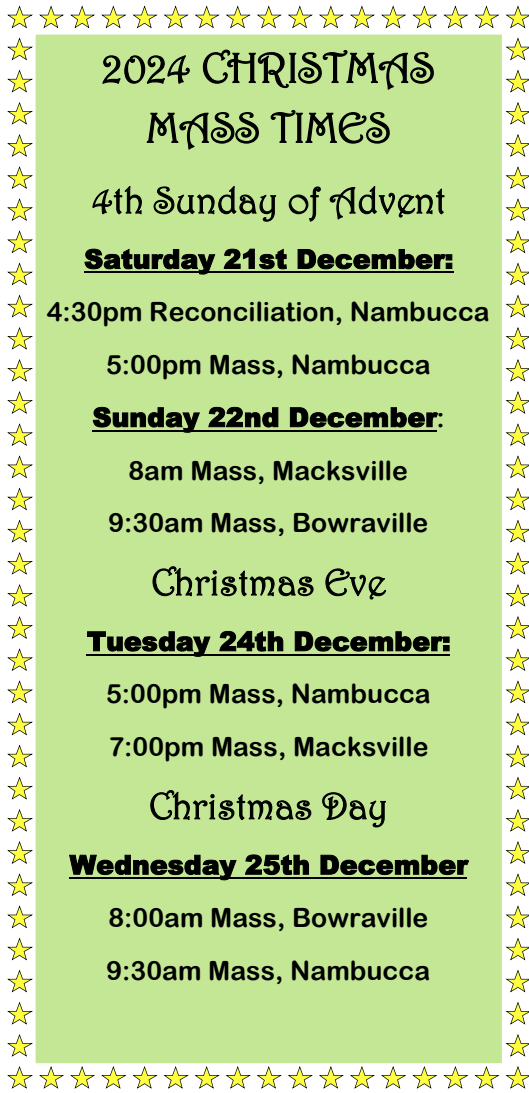 2024 CHRISTMAS
MASS TIMES
4th Sunday of Advent
Saturday 21st December:
4:30pm Reconciliation, Nambucca
5:00pm Mass, Nambucca
Sunday 22nd December:
8am Mass, Macksville
9:30am Mass, Bowraville
Christmas Eve
Tuesday 24th December:
5:00pm Mass, Nambucca
7:00pm Mass, Macksville
Christmas Day
Wednesday 25th December
8:00am Mass, Bowraville
9:30am Mass, Nambucca